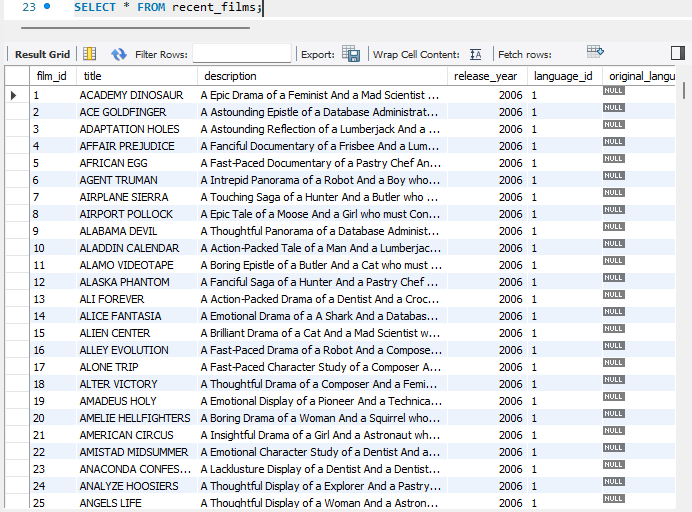 23 SELECT * FROM recent_films;
Result Grid Filter Rows: Export: Wrap Cell Content: Fetch rows:
film_id title description release_year language_id original_langu
1 ACADEMY DINOSAUR A Epic Drama of a Feminist And a Mad Scientist ... 2006 1 NULL
2 ACE GOLDFINGER A Astounding Epistle of a Database Administrat... 2006 1 NULL
3 ADAPTATION HOLES A Astounding Reflection of a Lumberjack And a ... 2006 1 NULL
4 AFFAIR PREJUDICE A Fanciful Documentary of a Frisbee And a Lum... 2006 1 NULL
5 AFRICAN EGG A Fast-Paced Documentary of a Pastry Chef An... 2006 1 NULL
6 AGENT TRUMAN A Intrepid Panorama of a Robot And a Boy who... 2006 1 NULL
7 AIRPLANE SIERRA A Touching Saga of a Hunter And a Butler who ... 2006 1 NULL
8 AIRPORT POLLOCK A Epic Tale of a Moose And a Girl who must Con... 2006 1 NULL
9 ALABAMA DEVIL A Thoughtful Panorama of a Database Administ... 2006 1 NULL
10 ALADDIN CALENDAR A Action-Packed Tale of a Man And a Lumberjac... 2006 1 NULL
11 ALAMO VIDEOTAPE A Boring Epistle of a Butler And a Cat who must ... 2006 1 NULL
12 ALASKA PHANTOM A Fanciful Saga of a Hunter And a Pastry Chef ... 2006 1 NULL
13 ALI FOREVER A Action-Packed Drama of a Dentist And a Croc... 2006 1 NULL
14 ALICE FANTASIA A Emotional Drama of a A Shark And a Databas... 2006 1 NULL
15 ALIEN CENTER A Brilliant Drama of a Cat And a Mad Scientist w... 2006 1 NULL
16 ALLEY EVOLUTION A Fast-Paced Drama of a Robot And a Compose... 2006 1 NULL
17 ALONE TRIP A Fast-Paced Character Study of a Composer A... 2006 1 NULL
18 ALTER VICTORY A Thoughtful Drama of a Composer And a Femi... 2006 1 NULL
19 AMADEUS HOLY A Emotional Display of a Pioneer And a Technica... 2006 1 NULL
20 AMELIE HELLFIGHTERS A Boring Drama of a Woman And a Squirrel who... 2006 1 NULL
21 AMERICAN CIRCUS A Insightful Drama of a Girl And a Astronaut wh... 2006 1 NULL
22 AMISTAD MIDSUMMER A Emotional Character Study of a Dentist And a... 2006 1 NULL
23 ANACONDA CONFES... A Lacklusture Display of a Dentist And a Dentist... 2006 1 NULL
24 ANALYZE HOOSIERS A Thoughtful Display of a Explorer And a Pastry... 2006 1 NULL
25 ANGELS LIFE A Thoughtful Display of a Woman And a Astron... 2006 1 NULL